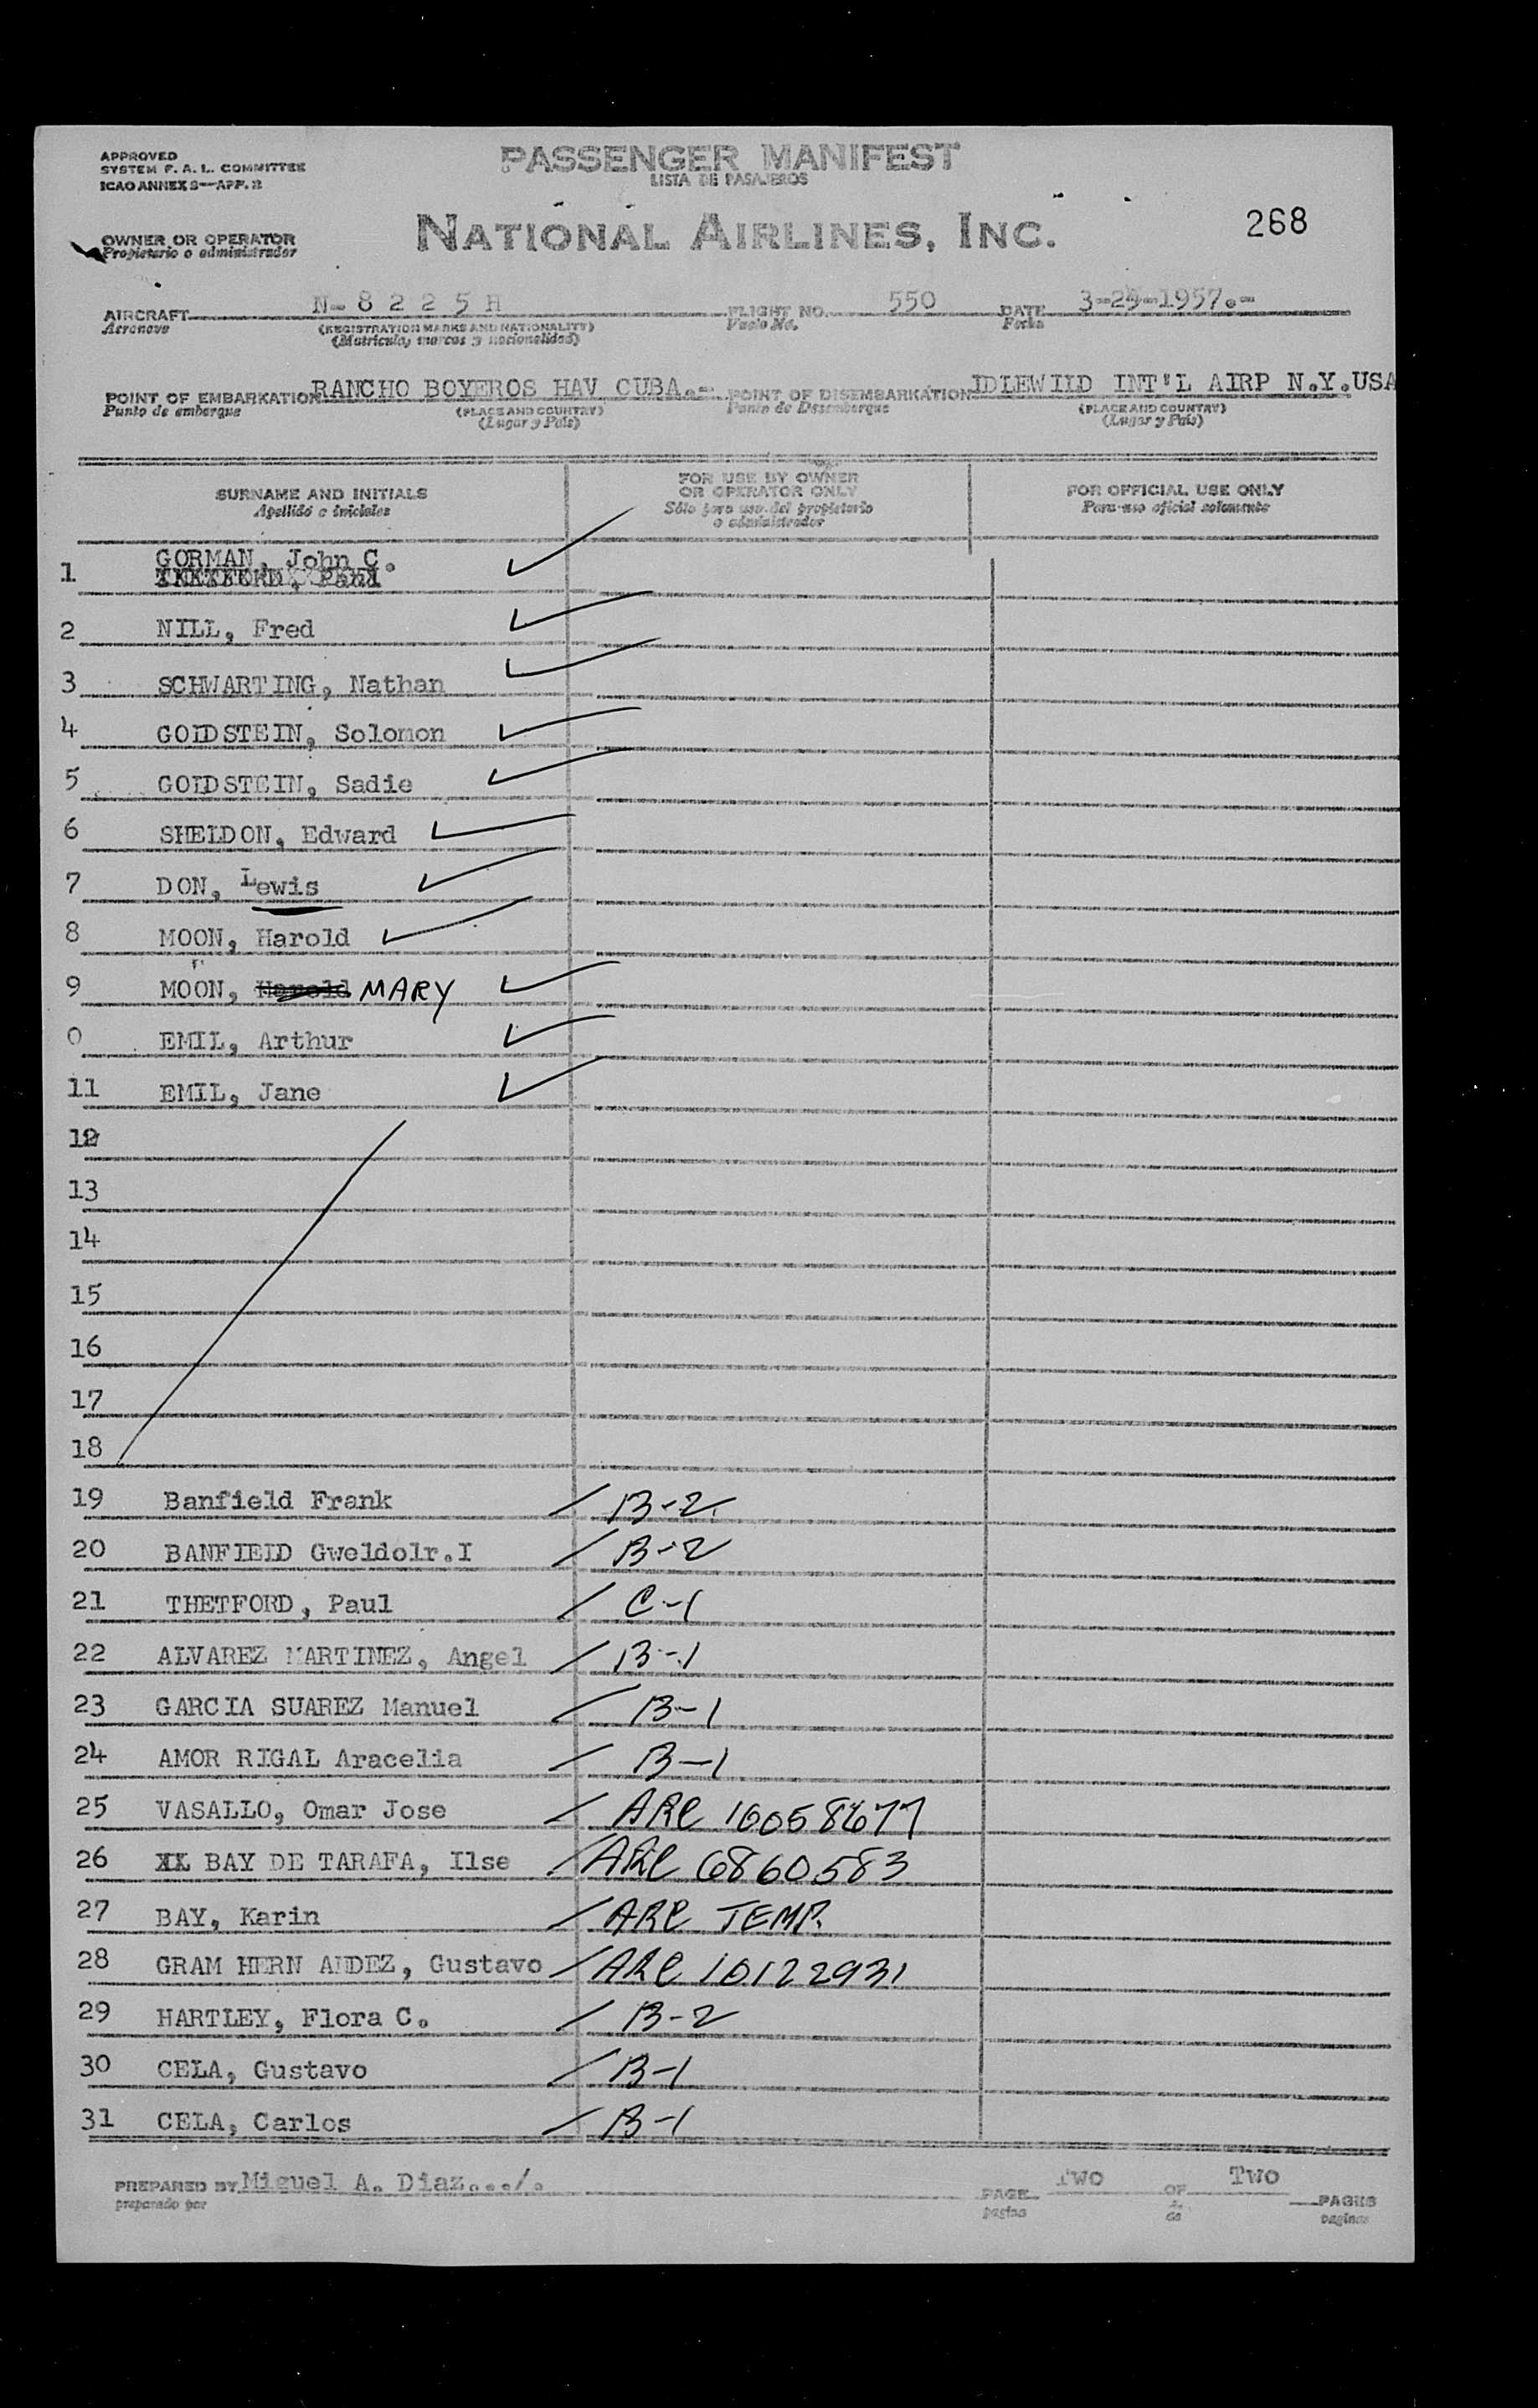 APPROVED
SYSTEM F. A. L. COMMITTEE
ICAO ANNEX 9—APP. 2
PASSENGER MANIFEST
LISTA DE PASAJEROS
NATIONAL AIRLINES, INC.
268
OWNER OR OPERATOR
Propietario o administrador
AIRCRAFT N-8 2 2 5 H FLIGHT NO. 550 DATE 3-25-1957.-
Aeronave (REGISTRATION MARKS AND NATIONALITY) Vuelo No. Fecha
(Matricula, marcas y nacionalidad)
POINT OF EMBARKATION RANCHO BOYEROS HAV CUBA.- POINT OF DISEMBARKATION IDLEWILD INT'L AIRP N.Y.USA
Punto de embarque (PLACE AND COUNTRY) Punto de Desembarque (PLACE AND COUNTRY)
(Lugar y País) (Lugar y País)
SURNAME AND INITIALS
Apellido e iniciales
FOR USE BY OWNER
OR OPERATOR ONLY
Sólo para uso del propietario
o administrador
FOR OFFICIAL USE ONLY
Para uso oficial solamente
GORMAN, John C.
1 THETFORD, Paul
2 NILL, Fred
3 SCHWARTING, Nathan
4 GOLDSTEIN, Solomon
5 GOLDSTEIN, Sadie
6 SHELDON, Edward
7 DON, Lewis
8 MOON, Harold
9 MOON, Harold MARY
0 EMIL, Arthur
11 EMIL, Jane
12
13
14
15
16
17
18
19 Banfield Frank B-2
20 BANFIELD Gweldolr.I B-2
21 THETFORD, Paul C-1
22 ALVAREZ MARTINEZ, Angel B-1
23 GARCIA SUAREZ Manuel B-1
24 AMOR RIGAL Aracelia B-1
25 VASALLO, Omar Jose ARC 10058677
26 XX BAY DE TARAFA, Ilse ARC 6860583
27 BAY, Karin ARC TEMP.
28 GRAM HERN ANDEZ, Gustavo ARC 10122931
29 HARTLEY, Flora C. B-2
30 CELA, Gustavo B-1
31 CELA, Carlos B-1
PREPARED BY Miguel A. Diaz.../. PAGE TWO OF TWO PAGES
preparado por pagina de paginas